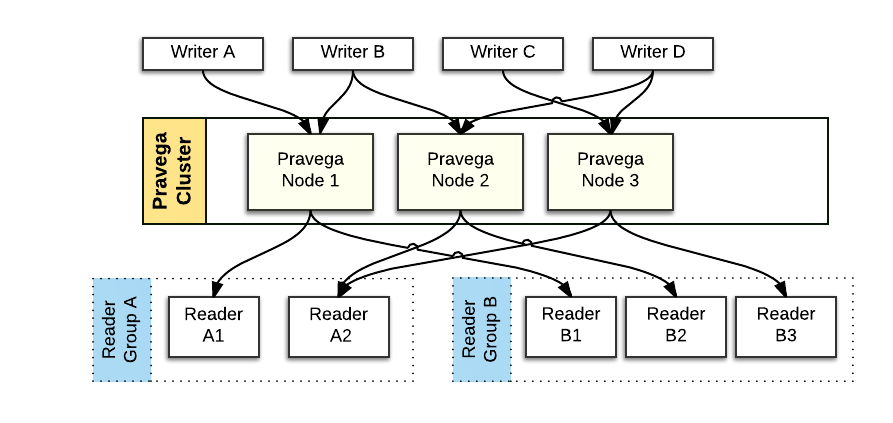 Writer A
Writer B
Writer C
Writer D
Pravega
Cluster
Pravega
Node 1
Pravega
Node 2
Pravega
Node 3
Reader
Group A
Reader
A1
Reader
A2
Reader
Group B
Reader
B1
Reader
B2
Reader
B3